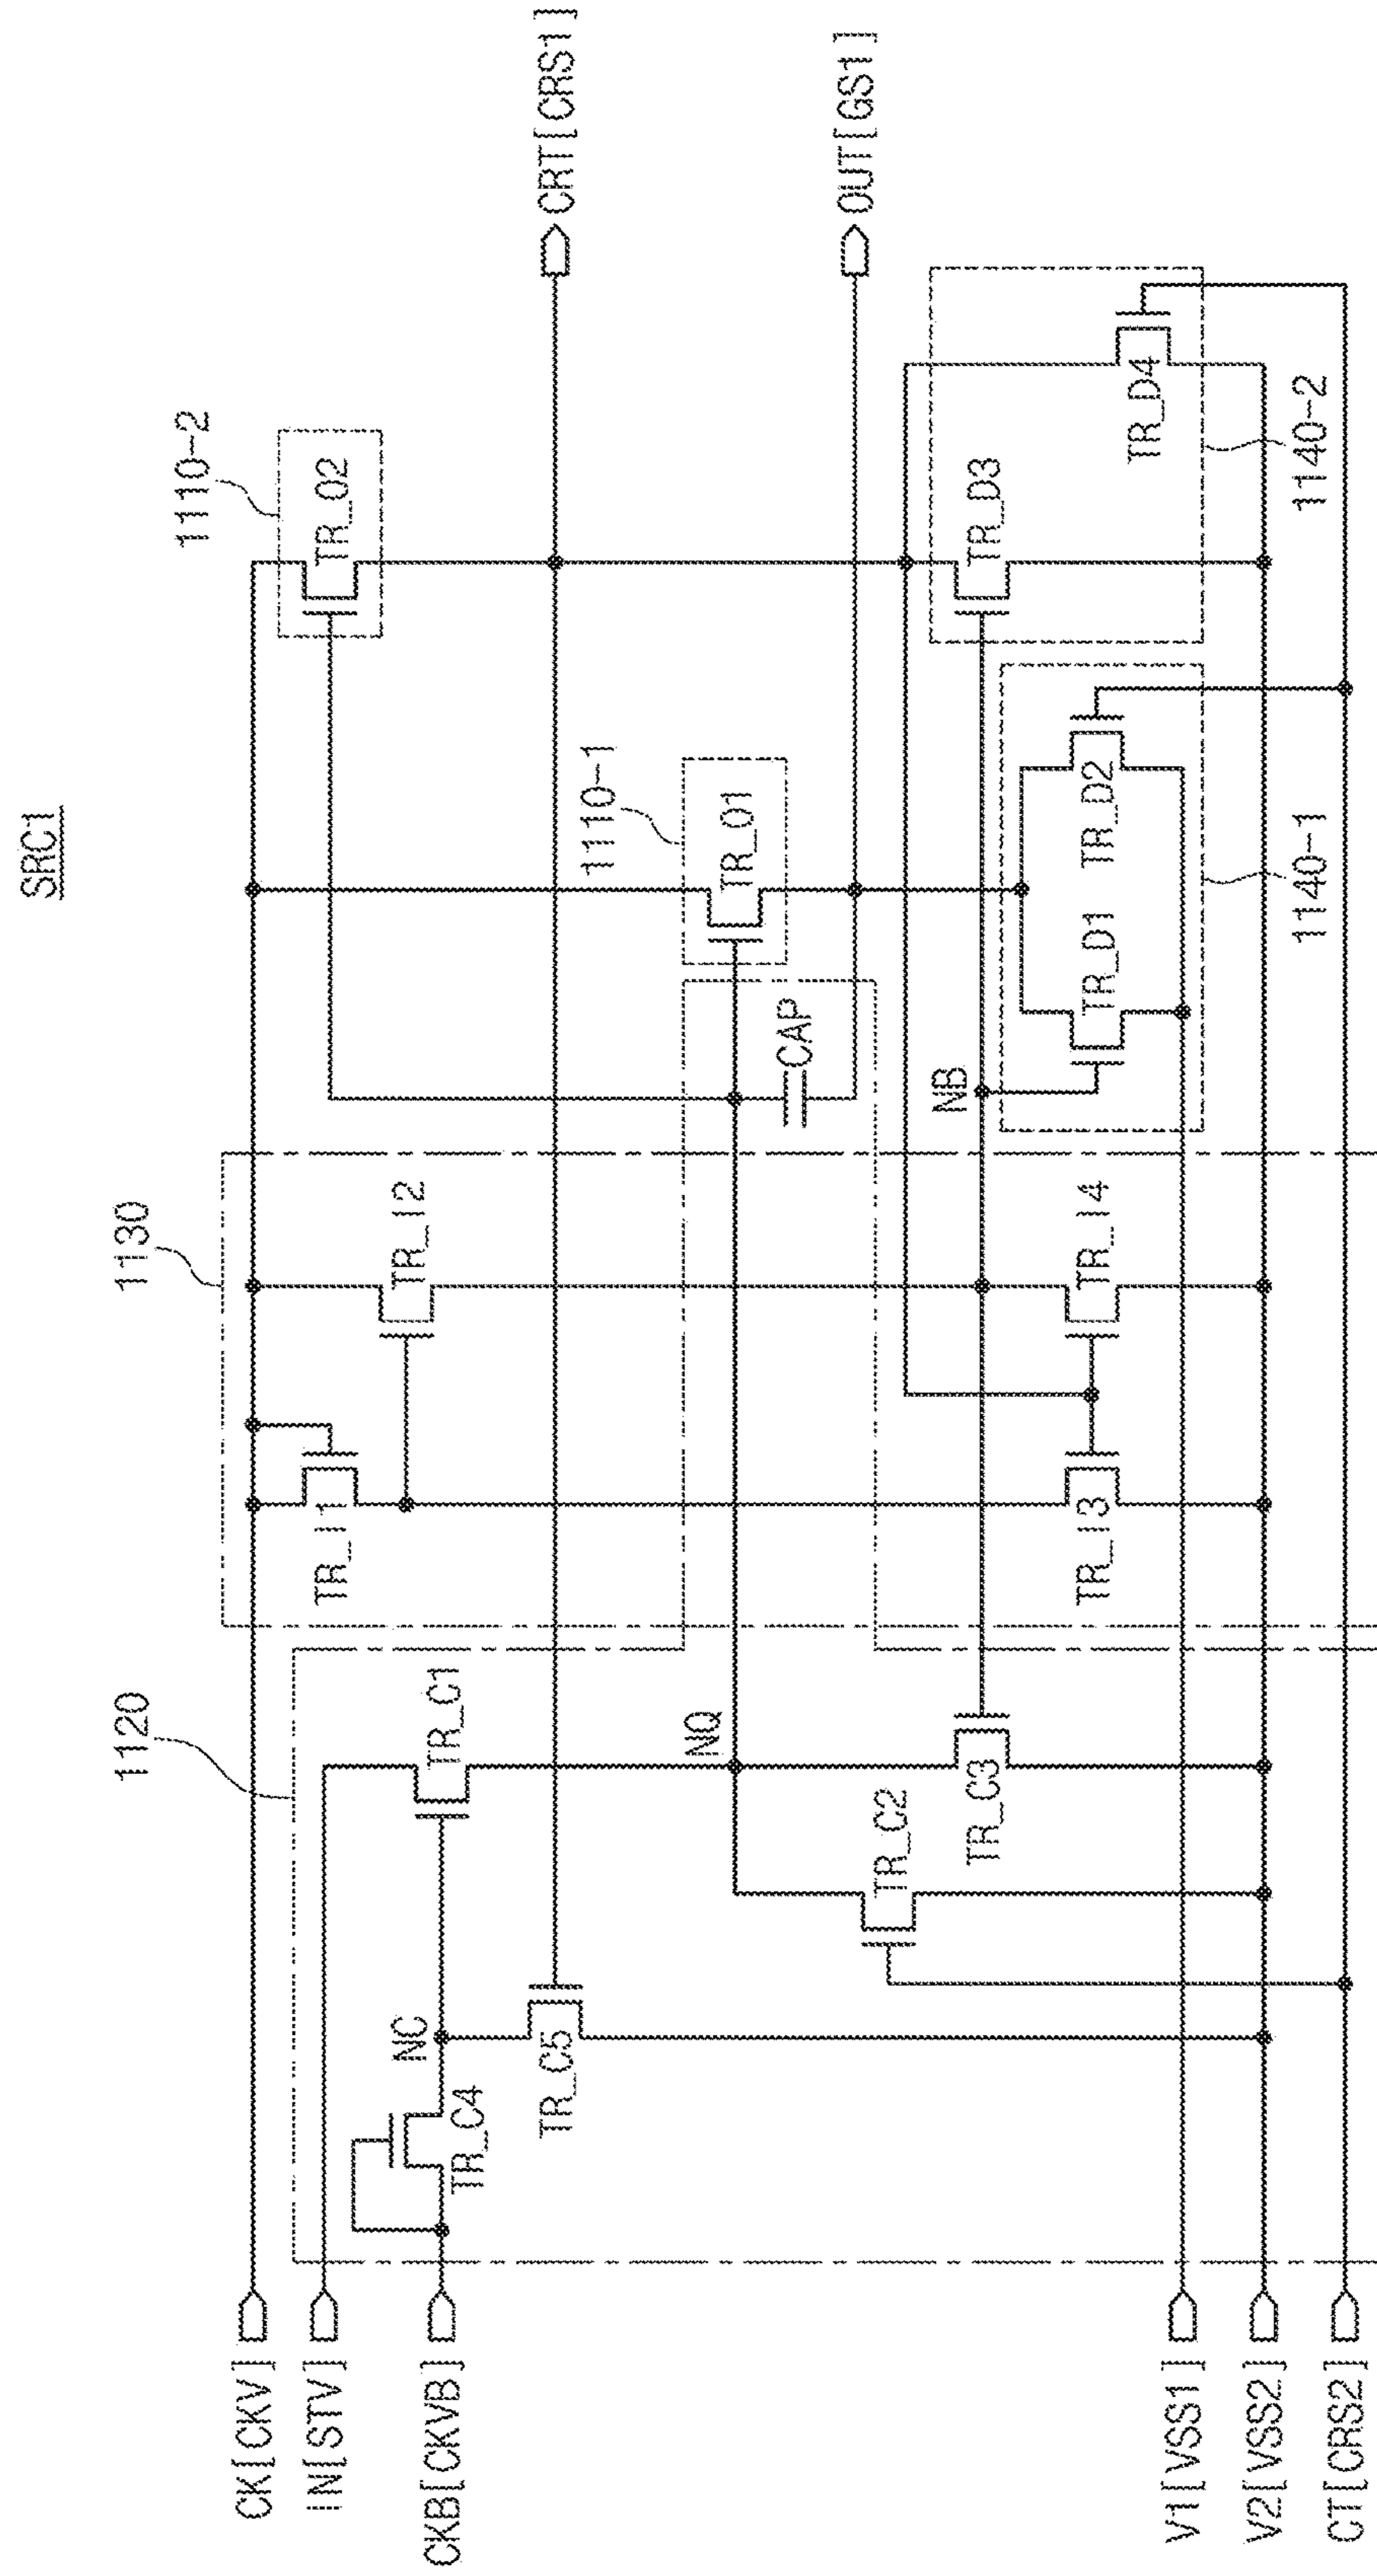 SRC1
1120
1130
1110-2
1110-1
CK[CKV]
IN[STV]
CKB[CKVB]
V1[VSS1]
V2[VSS2]
CT[CRS2]
CRT[CRS1]
OUT[GS1]
TR_C4
NC
TR_C5
TR_C1
TR_C2
NQ
TR_C3
TR_I1
TR_I2
TR_I3
TR_I4
CAP
NB
TR_O1
TR_O2
TR_D1
TR_D2
TR_D3
TR_D4
1140-1
1140-2